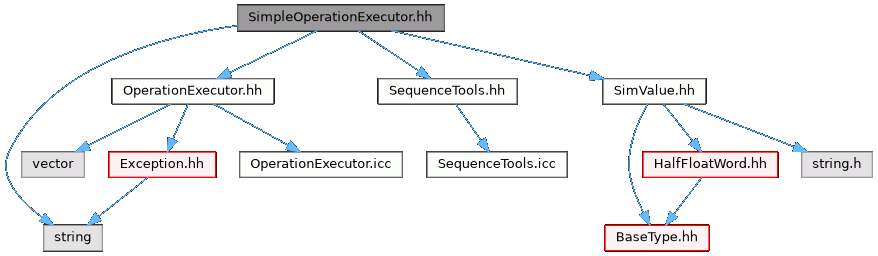 SimpleOperationExecutor.hh
OperationExecutor.hh
SequenceTools.hh
SimValue.hh
vector
Exception.hh
OperationExecutor.icc
SequenceTools.icc
HalfFloatWord.hh
string.h
string
BaseType.hh